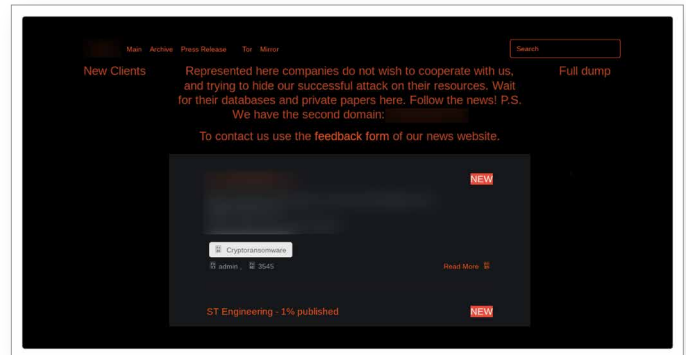 Main Archive Press Release Tor Mirror Search
New Clients
Represented here companies do not wish to cooperate with us,
and trying to hide our successful attack on their resources. Wait
for their databases and private papers here. Follow the news! P.S.
We have the second domain:
To contact us use the feedback form of our news website.
Full dump
NEW
Cryptoransomware
admin , 3545 Read More
ST Engineering - 1% published NEW